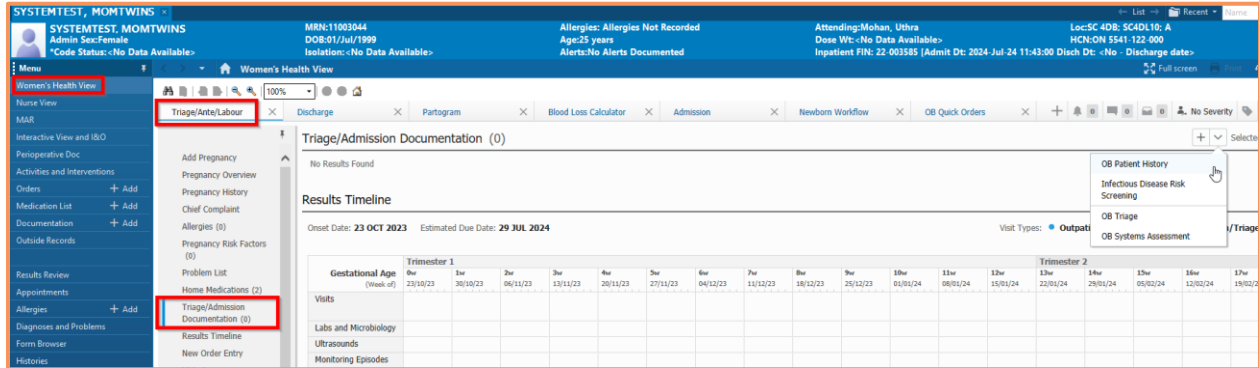 SYSTEMTEST, MOMTWINS ×
← List → Recent ▾ Name
SYSTEMTEST, MOMTWINS
Admin Sex:Female
*Code Status:<No Data Available>
MRN:11003044
DOB:01/Jul/1999
Isolation:<No Data Available>
Allergies: Allergies Not Recorded
Age:25 years
Alerts:No Alerts Documented
Attending:Mohan, Uthra
Dose Wt:<No Data Available>
Inpatient FIN: 22-003585 [Admit Dt: 2024-Jul-24 11:43:00 Disch Dt: <No - Discharge date>
Loc:SC 4DB; SC4DL10; A
HCN:ON 5541-122-000
Menu
Women's Health View
Full screen Print
Women's Health View
Nurse View
MAR
Interactive View and I&O
Perioperative Doc
Activities and Interventions
Orders + Add
Medication List + Add
Documentation + Add
Outside Records
Results Review
Appointments
Allergies + Add
Diagnoses and Problems
Form Browser
Histories
100%
Triage/Ante/Labour × Discharge × Partogram × Blood Loss Calculator × Admission × Newborn Workflow × OB Quick Orders × + 0 0 0 No Severity
Add Pregnancy
Pregnancy Overview
Pregnancy History
Chief Complaint
Allergies (0)
Pregnancy Risk Factors
(0)
Problem List
Home Medications (2)
Triage/Admission
Documentation (0)
Results Timeline
New Order Entry
Triage/Admission Documentation (0)
+ Selecte
No Results Found
OB Patient History
Infectious Disease Risk
Screening
OB Triage
OB Systems Assessment
Results Timeline
Onset Date: 23 OCT 2023 Estimated Due Date: 29 JUL 2024
Visit Types: Outpati
/Triage
Trimester 1 Trimester 2
Gestational Age 0w 1w 2w 3w 4w 5w 6w 7w 8w 9w 10w 11w 12w 13w 14w 15w 16w 17w
(Week of) 23/10/23 30/10/23 06/11/23 13/11/23 20/11/23 27/11/23 04/12/23 11/12/23 18/12/23 25/12/23 01/01/24 08/01/24 15/01/24 22/01/24 29/01/24 05/02/24 12/02/24 19/02/2
Visits
Labs and Microbiology
Ultrasounds
Monitoring Episodes